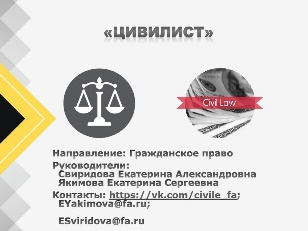 «ЦИВИЛИСТ»
Civil Law
Направление: Гражданское право
Руководители:
Свиридова Екатерина Александровна
Якимова Екатерина Сергеевна
Контакты: https://vk.com/civile_fa;
EYakimova@fa.ru;
ESviridova@fa.ru